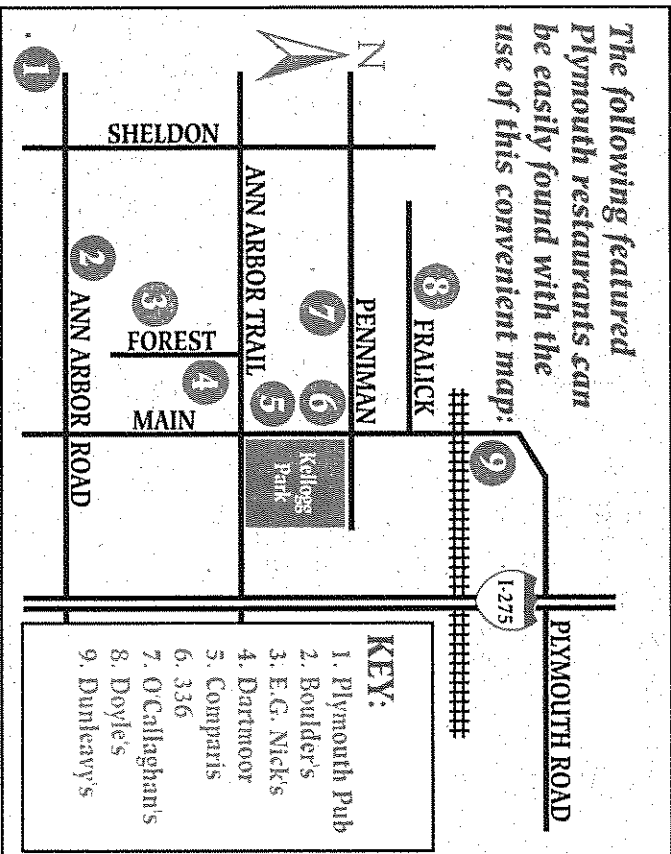 The following featured
Plymouth restaurants can
be easily found with the
use of this convenient map:
N
PLYMOUTH ROAD
I-275
9
FRALICK
8
PENNIMAN
7
6
Kellogg
Park
5
ANN ARBOR TRAIL
SHELDON
FOREST
MAIN
4
3
2
ANN ARBOR ROAD
1
KEY:
1. Plymouth Pub
2. Boulder's
3. E.G. Nick's
4. Dartmoor
5. Comparis
6. 336
7. O'Callaghan's
8. Doyle's
9. Dunleavy's